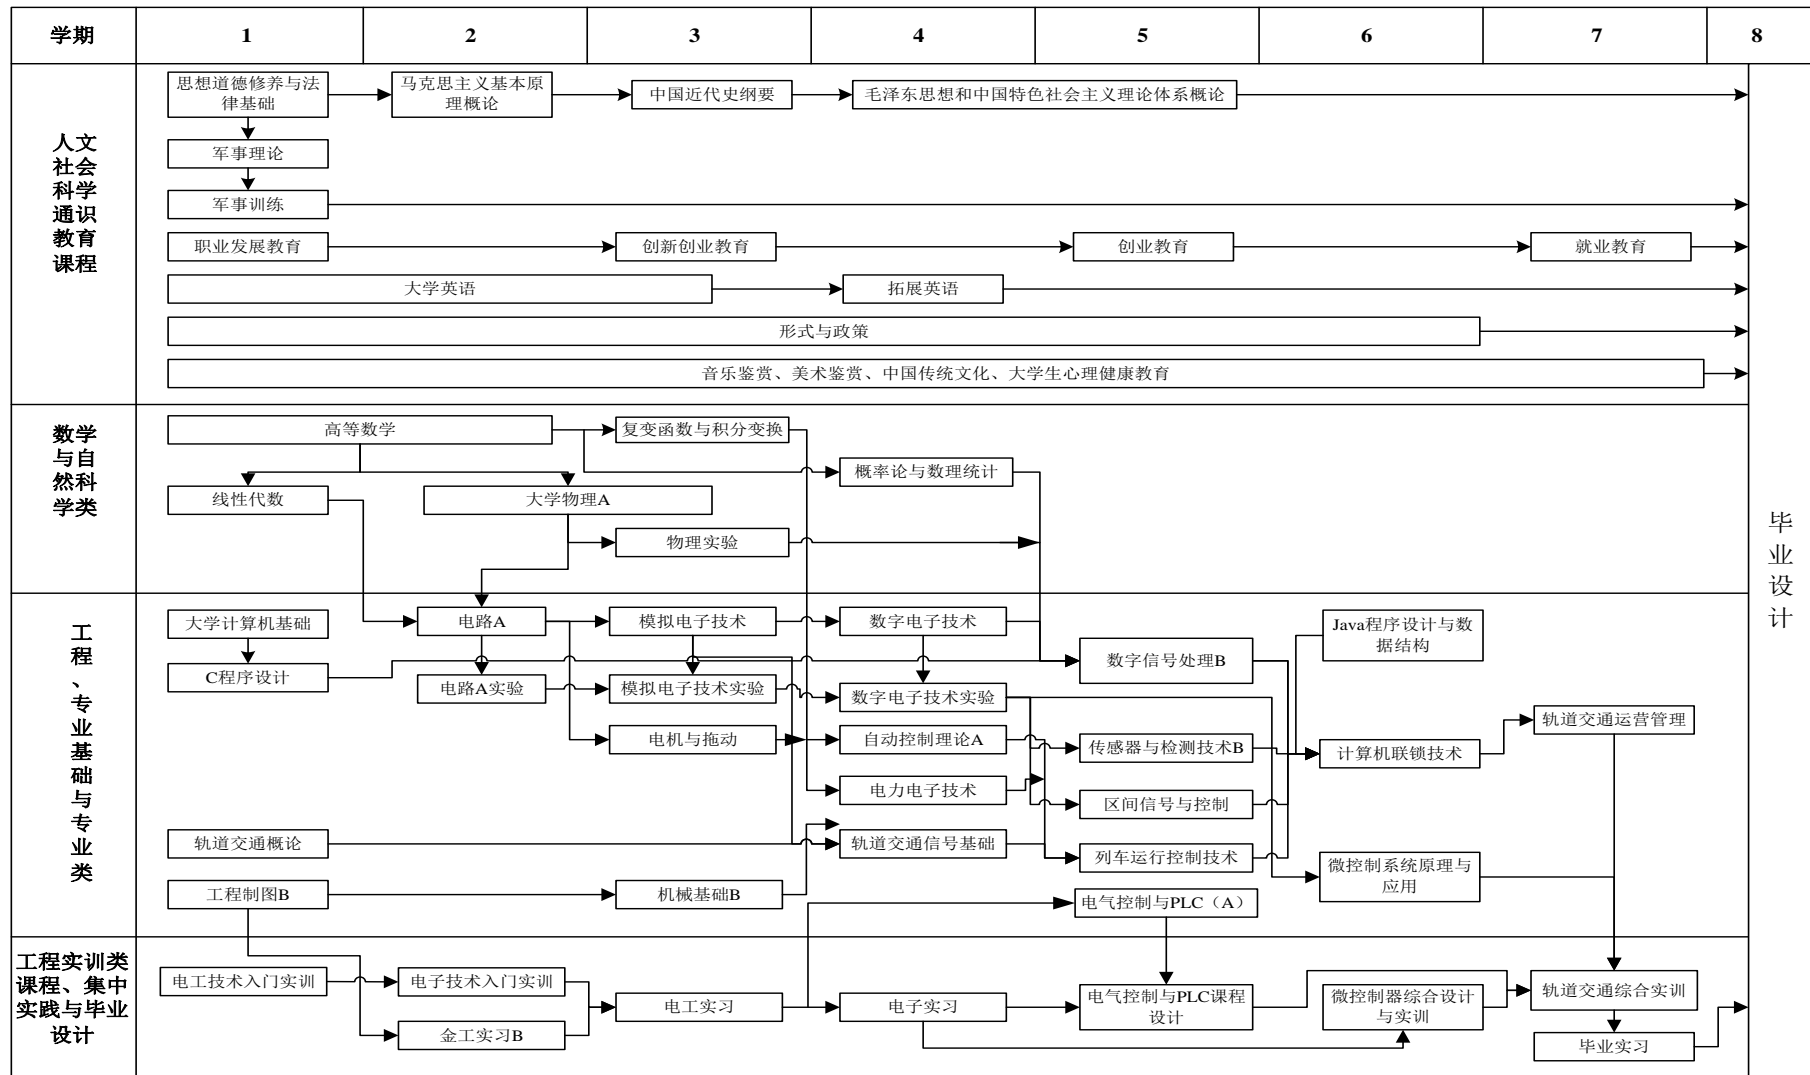 学期
1
2
3
4
5
6
7
8
人文
社会
科学
通识
教育
课程
思想道德修养与法
律基础
马克思主义基本原
理概论
中国近代史纲要
毛泽东思想和中国特色社会主义理论体系概论
军事理论
军事训练
职业发展教育
创新创业教育
创业教育
就业教育
大学英语
拓展英语
形式与政策
音乐鉴赏、美术鉴赏、中国传统文化、大学生心理健康教育
数学
与自
然科
学类
高等数学
复变函数与积分变换
概率论与数理统计
线性代数
大学物理A
物理实验
工
程
、
专
业
基
础
与
专
业
类
大学计算机基础
电路A
模拟电子技术
数字电子技术
Java程序设计与数
据结构
C程序设计
电路A实验
模拟电子技术实验
数字电子技术实验
数字信号处理B
轨道交通运营管理
电机与拖动
自动控制理论A
传感器与检测技术B
计算机联锁技术
电力电子技术
区间信号与控制
轨道交通概论
轨道交通信号基础
列车运行控制技术
微控制系统原理与
应用
工程制图B
机械基础B
电气控制与PLC（A）
工程实训类
课程、集中
实践与毕业
设计
电工技术入门实训
电子技术入门实训
金工实习B
电工实习
电子实习
电气控制与PLC课程
设计
微控制器综合设计
与实训
轨道交通综合实训
毕业实习
毕
业
设
计